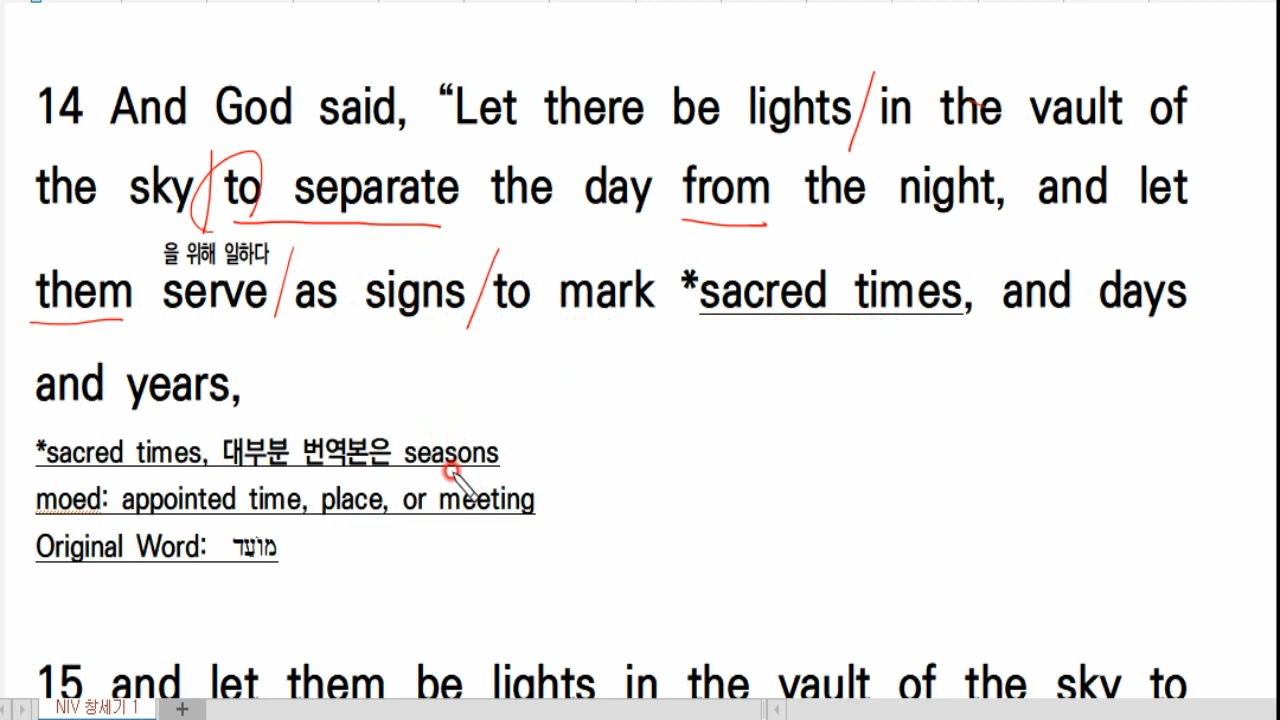 14 And God said, “Let there be lights in the vault of
the sky to separate the day from the night, and let
을 위해 일하다
them serve as signs to mark *sacred times, and days
and years,
*sacred times, 대부분 번역본은 seasons
moed: appointed time, place, or meeting
Original Word: מוֹעֵד
15 and let them be lights in the vault of the sky to
NIV 창세기 1